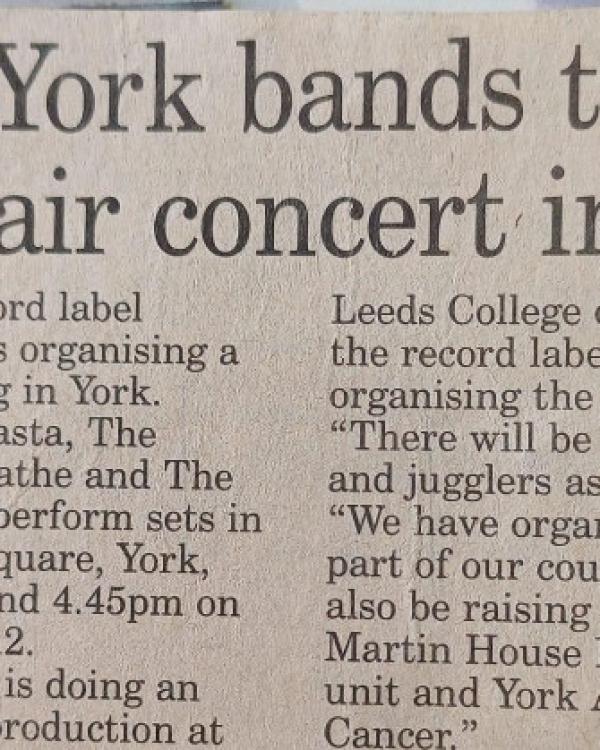 York bands t
air concert in
ord label
s organising a
g in York.
asta, The
athe and The
perform sets in
quare, York,
nd 4.45pm on
2.
is doing an
production at
Leeds College
the record labe
organising the
“There will be
and jugglers as
“We have organ
part of our cou
also be raising
Martin House
unit and York
Cancer.”